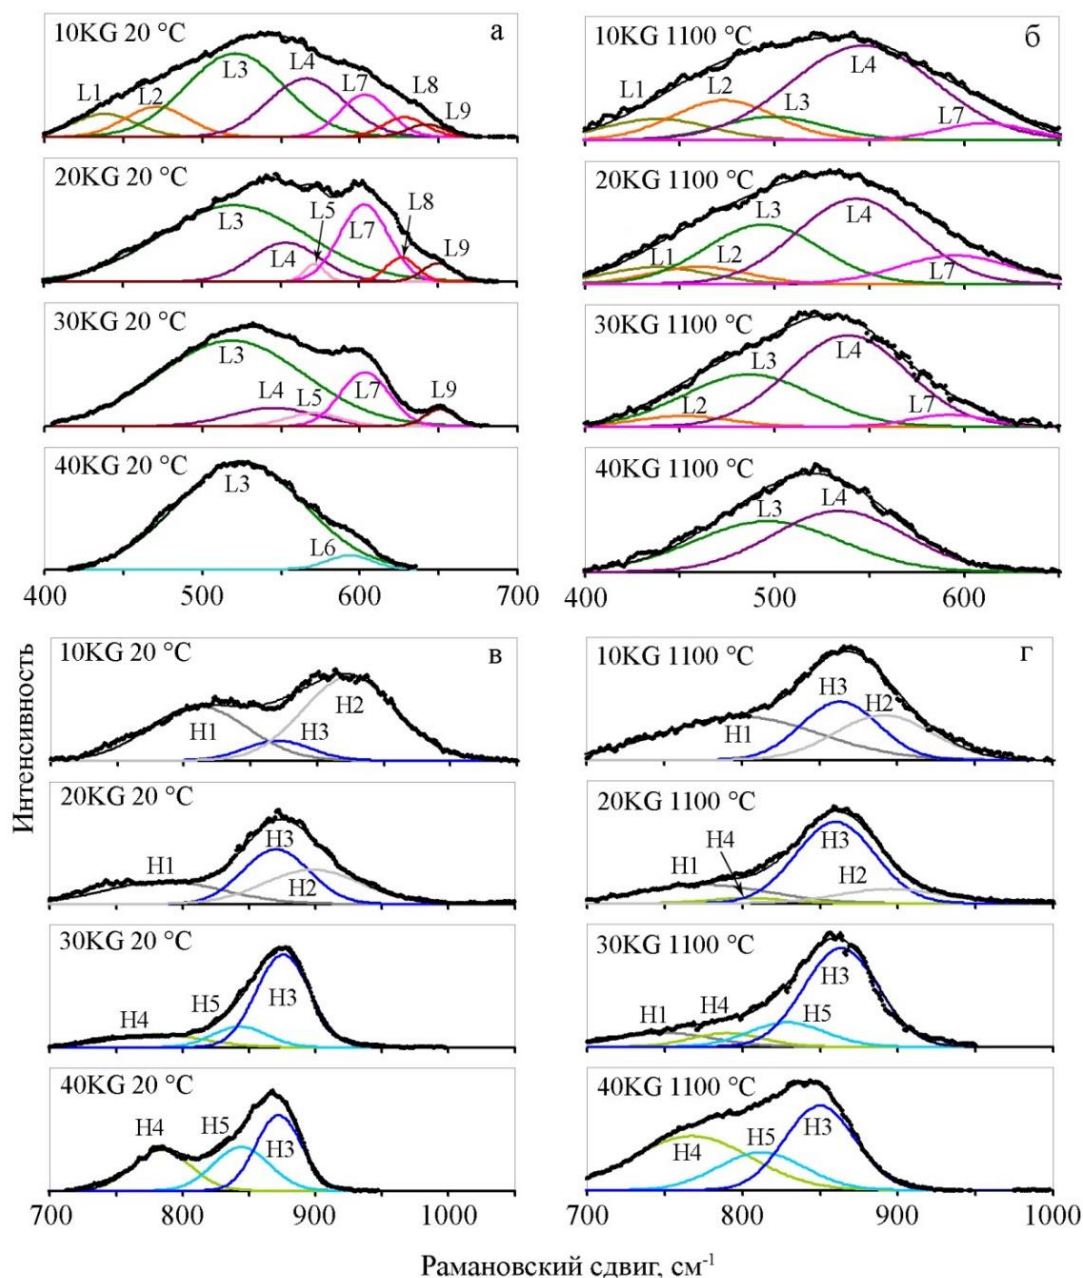 10KG 20 °C а
L1 L2 L3 L4 L7 L8 L9
20KG 20 °C
L3 L4 L5 L7 L8 L9
30KG 20 °C
L3 L4 L5 L7 L9
40KG 20 °C
L3 L6
400 500 600 700
10KG 1100 °C б
L1 L2 L3 L4 L7
20KG 1100 °C
L1 L2 L3 L4 L7
30KG 1100 °C
L2 L3 L4 L7
40KG 1100 °C
L3 L4
400 500 600
Интенсивность
10KG 20 °C в
H1 H3 H2
20KG 20 °C
H1 H3 H2
30KG 20 °C
H4 H5 H3
40KG 20 °C
H4 H5 H3
700 800 900 1000
10KG 1100 °C г
H1 H3 H2
20KG 1100 °C
H1 H4 H3 H2
30KG 1100 °C
H1 H4 H5 H3
40KG 1100 °C
H4 H5 H3
700 800 900 1000
Рамановский сдвиг, см⁻¹